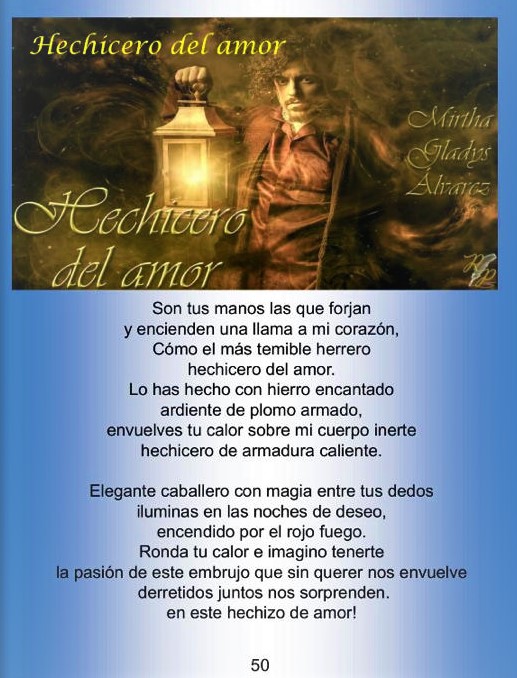 Hechicero del amor
Mirtha
Gladys
Álvarez
Hechicero
del amor
Son tus manos las que forjan
y encienden una llama a mi corazón,
Cómo el más temible herrero
hechicero del amor.
Lo has hecho con hierro encantado
ardiente de plomo armado,
envuelves tu calor sobre mi cuerpo inerte
hechicero de armadura caliente.
Elegante caballero con magia entre tus dedos
iluminas en las noches de deseo,
encendido por el rojo fuego.
Ronda tu calor e imagino tenerte
la pasión de este embrujo que sin querer nos envuelve
derretidos juntos nos sorprenden.
en este hechizo de amor!
50